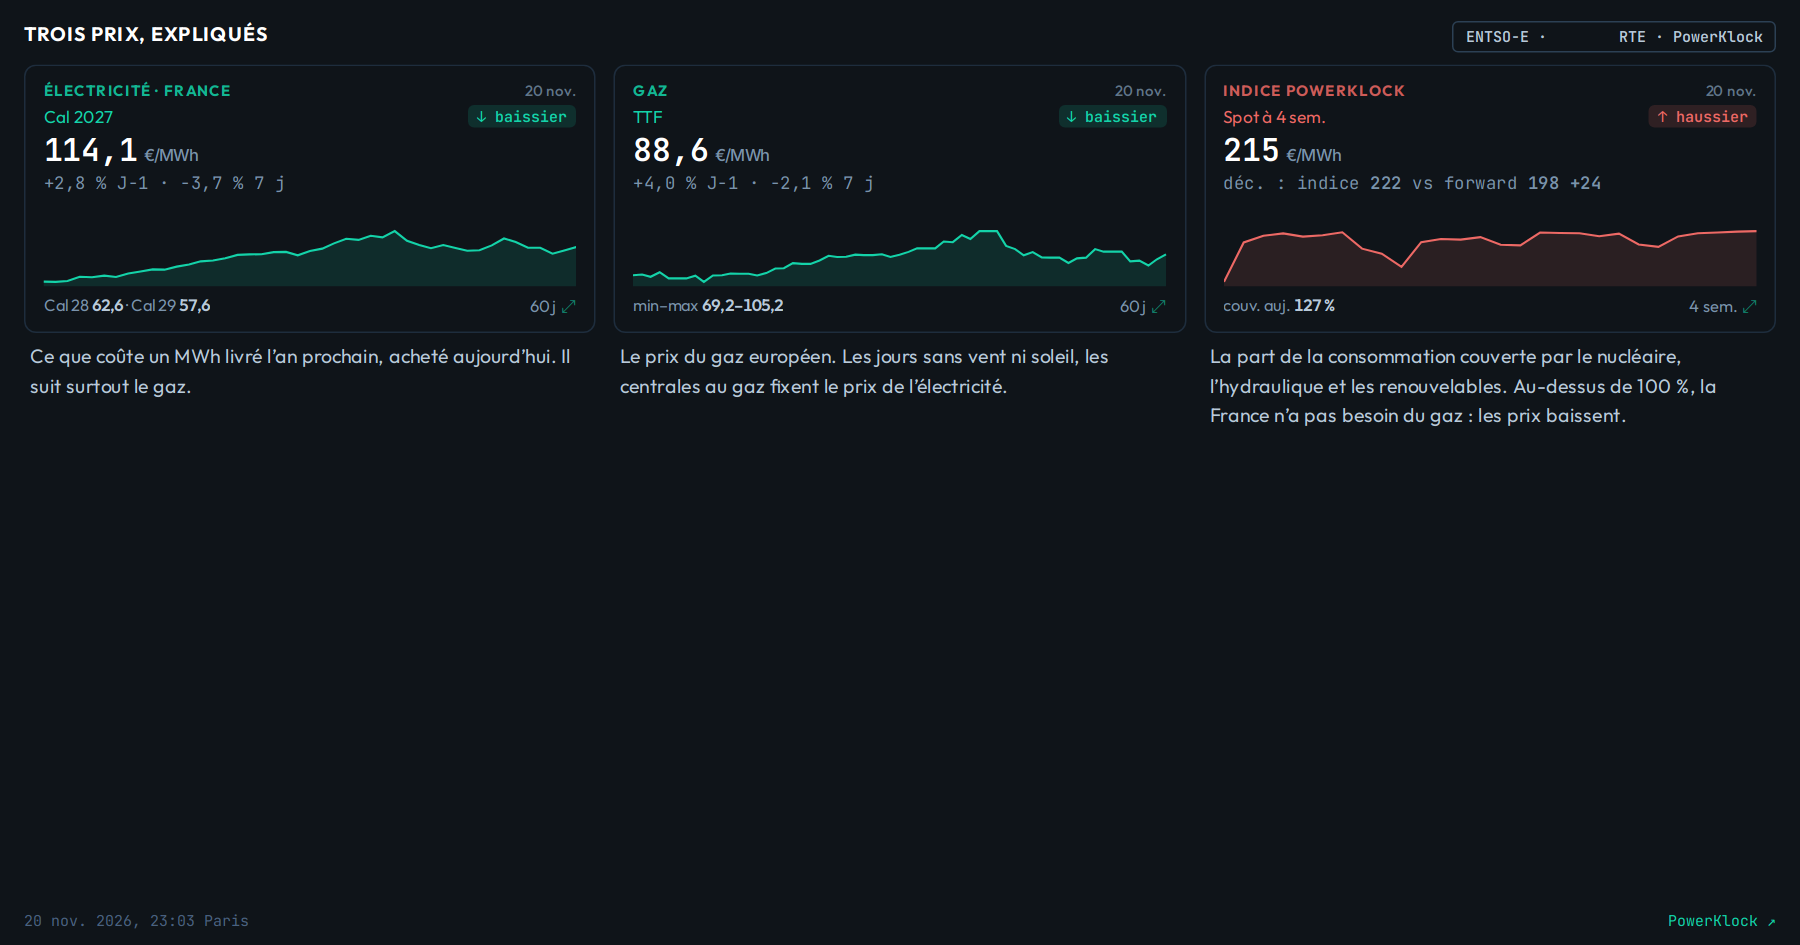 TROIS PRIX, EXPLIQUÉS
ENTSO-E · RTE · PowerKlock
ÉLECTRICITÉ · FRANCE
20 nov.
Cal 2027
↓ baissier
114,1 €/MWh
+2,8 % J-1 · -3,7 % 7 j
Cal 28 62,6 · Cal 29 57,6
60 j ⤢
Ce que coûte un MWh livré l’an prochain, acheté aujourd’hui. Il
suit surtout le gaz.
GAZ
20 nov.
TTF
↓ baissier
88,6 €/MWh
+4,0 % J-1 · -2,1 % 7 j
min–max 69,2–105,2
60 j ⤢
Le prix du gaz européen. Les jours sans vent ni soleil, les
centrales au gaz fixent le prix de l’électricité.
INDICE POWERKLOCK
20 nov.
Spot à 4 sem.
↑ haussier
215 €/MWh
déc. : indice 222 vs forward 198 +24
couv. auj. 127 %
4 sem. ⤢
La part de la consommation couverte par le nucléaire,
l’hydraulique et les renouvelables. Au-dessus de 100 %, la
France n’a pas besoin du gaz : les prix baissent.
20 nov. 2026, 23:03 Paris
PowerKlock ↗